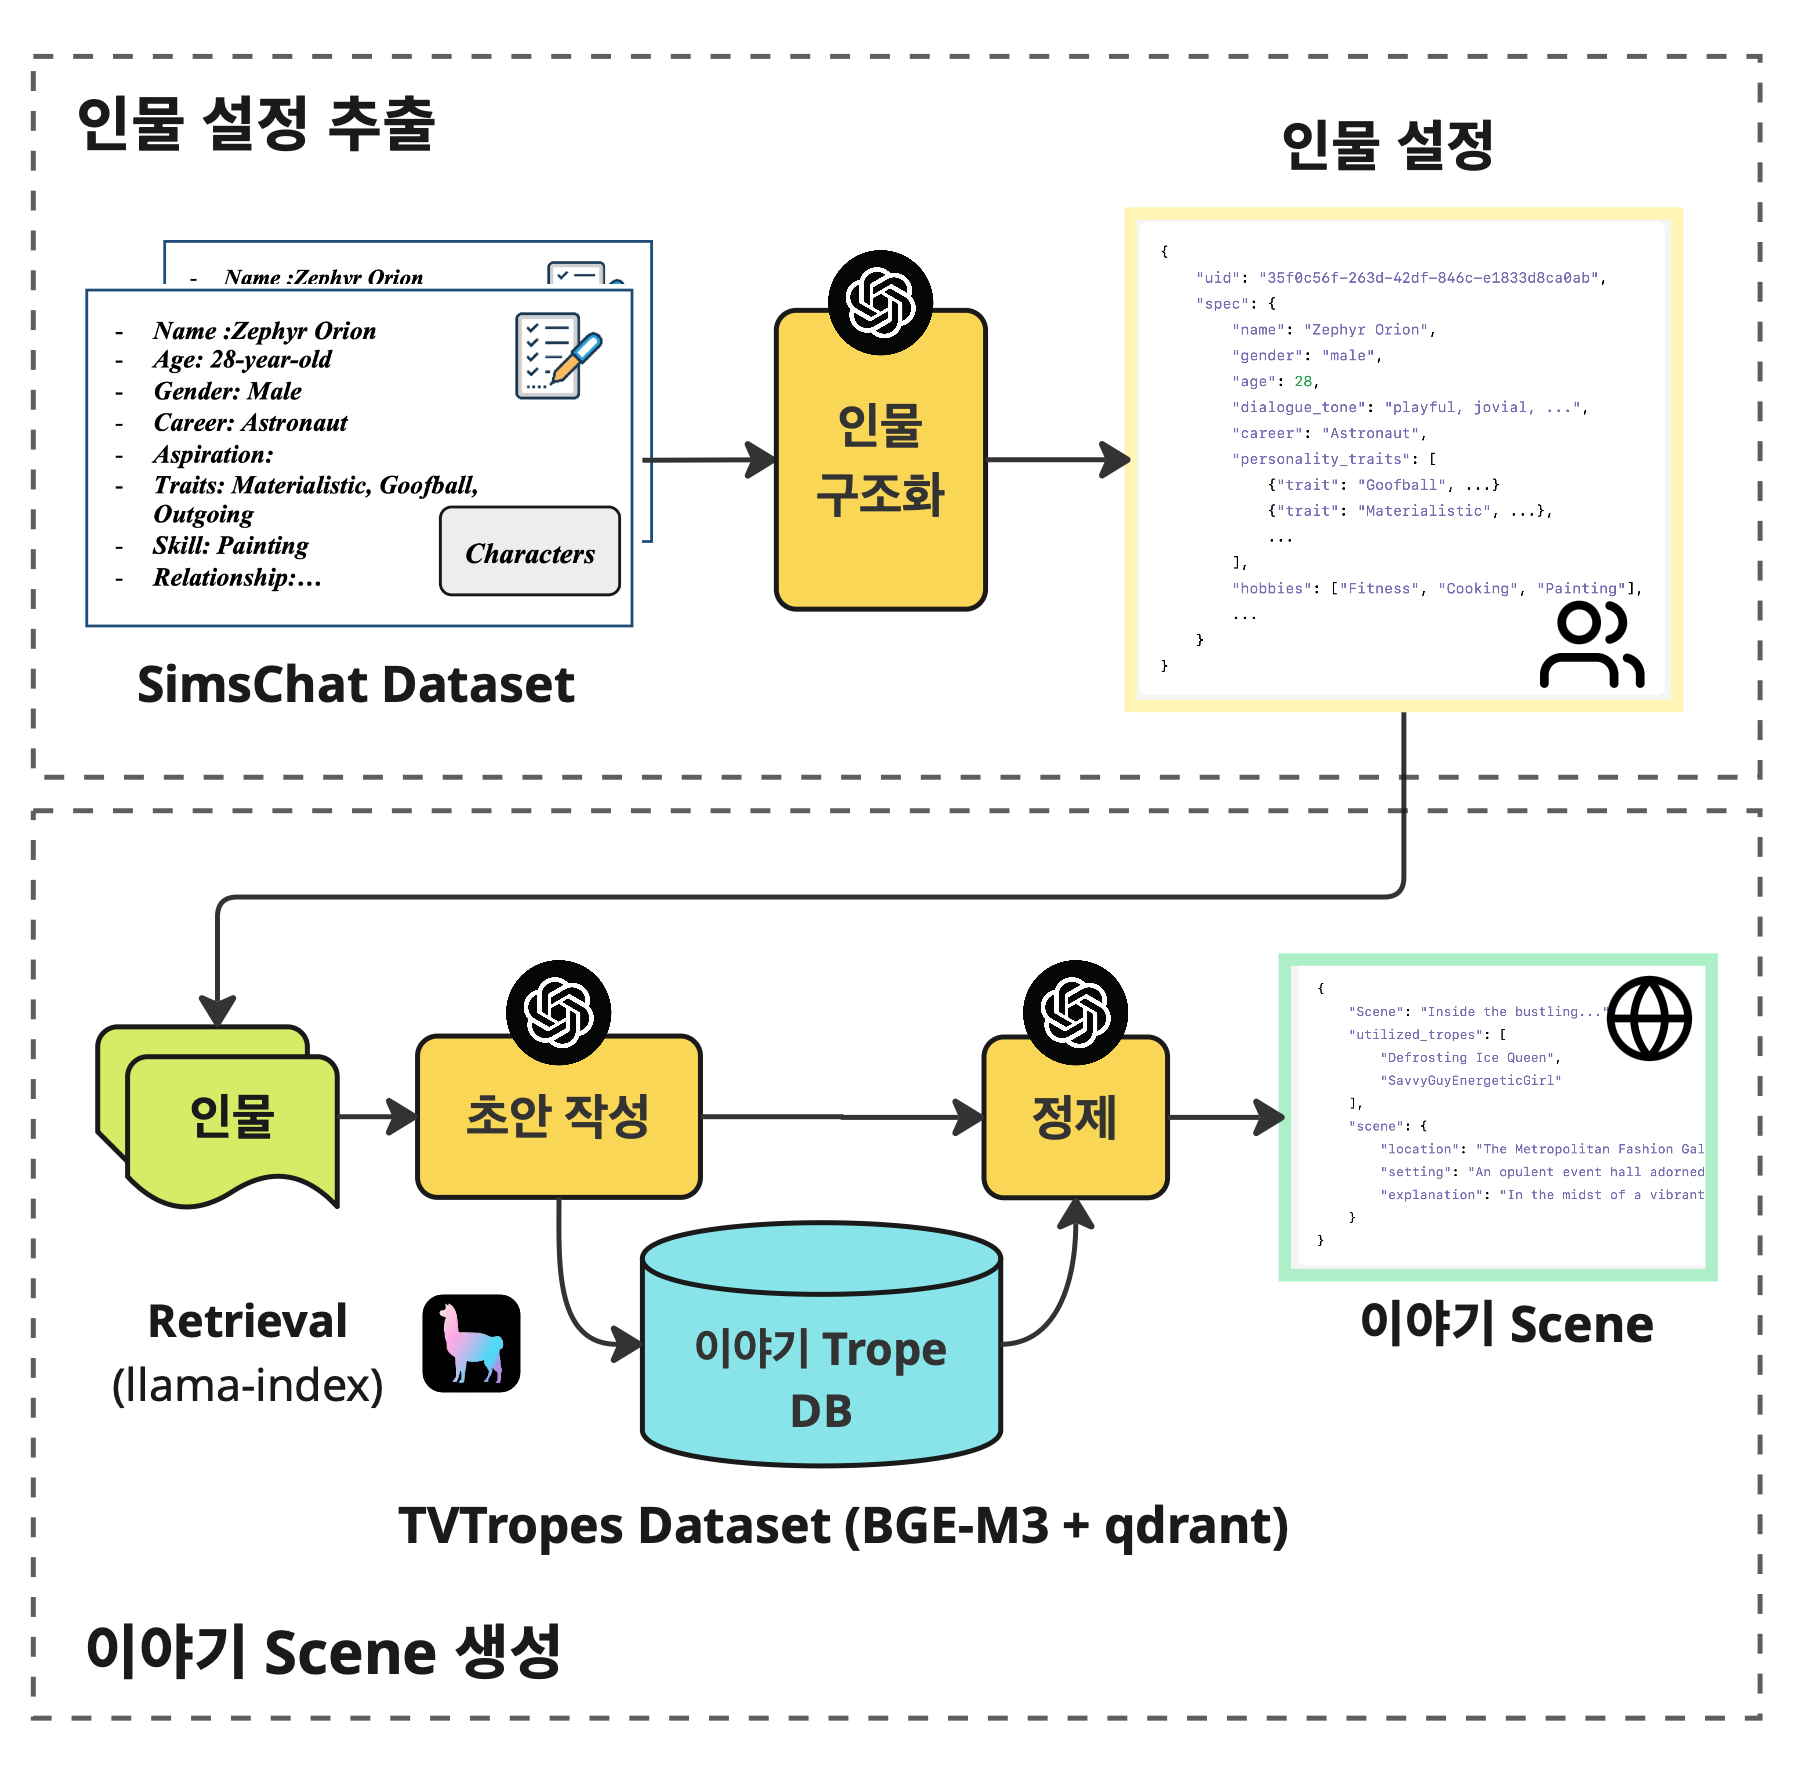 인물 설정 추출
인물 설정
- Name :Zephyr Orion
- Name :Zephyr Orion
- Age: 28-year-old
- Gender: Male
- Career: Astronaut
- Aspiration:
- Traits: Materialistic, Goofball,
Outgoing
- Skill: Painting
- Relationship:...
Characters
SimsChat Dataset
인물
구조화
{
"uid": "35f0c56f-263d-42df-846c-e1833d8ca0ab",
"spec": {
"name": "Zephyr Orion",
"gender": "male",
"age": 28,
"dialogue_tone": "playful, jovial, ...",
"career": "Astronaut",
"personality_traits": [
{"trait": "Goofball", ...}
{"trait": "Materialistic", ...},
...
],
"hobbies": ["Fitness", "Cooking", "Painting"],
...
}
}
인물
초안 작성
정제
{
"Scene": "Inside the bustling..."
"utilized_tropes": [
"Defrosting Ice Queen",
"SavvyGuyEnergeticGirl"
],
"scene": {
"location": "The Metropolitan Fashion Gal
"setting": "An opulent event hall adorned
"explanation": "In the midst of a vibrant
}
}
이야기 Scene
Retrieval
(llama-index)
이야기 Trope
DB
TVTropes Dataset (BGE-M3 + qdrant)
이야기 Scene 생성